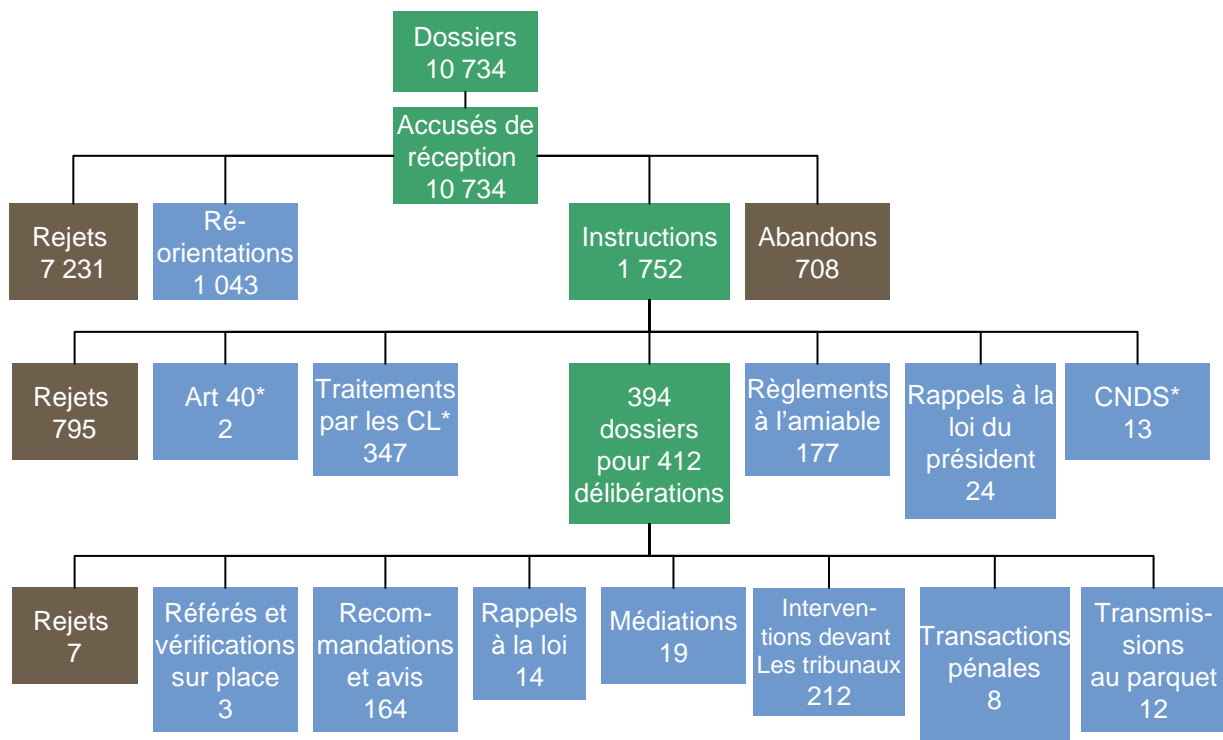 Dossiers
10 734
Accusés de
réception
10 734
Rejets
7 231
Ré-
orientations
1 043
Instructions
1 752
Abandons
708
Rejets
795
Art 40*
2
Traitements
par les CL*
347
394
dossiers
pour 412
délibérations
Règlements
à l'amiable
177
Rappels à la
loi du
président
24
CNDS*
13
Rejets
7
Référés et
vérifications
sur place
3
Recom-
mandations
et avis
164
Rappels
à la loi
14
Médiations
19
Interven-
tions devant
Les tribunaux
212
Transactions
pénales
8
Transmis-
sions
au parquet
12